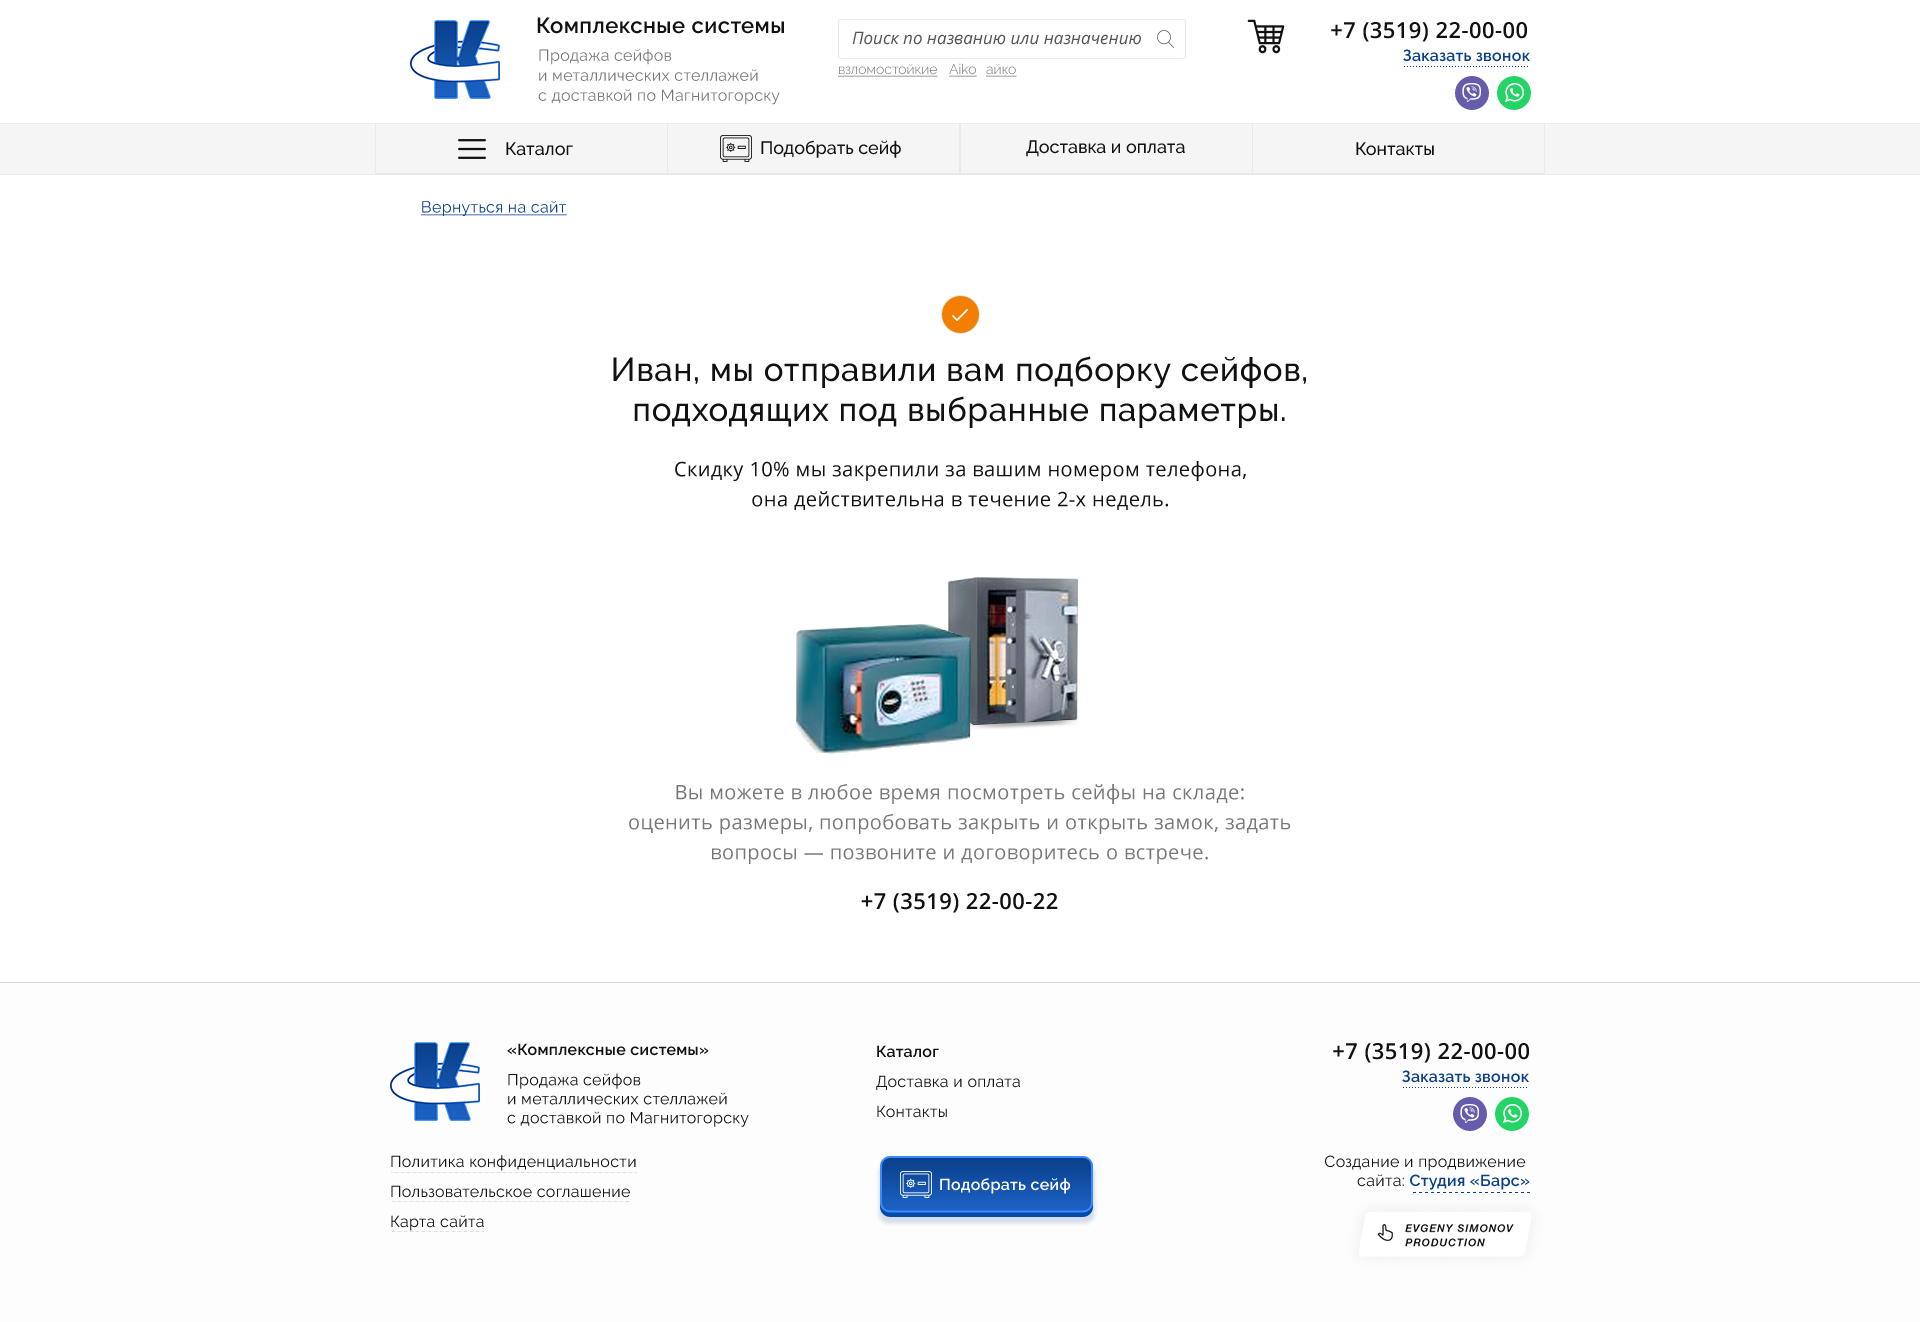 Комплексные системы
Продажа сейфов
и металлических стеллажей
с доставкой по Магнитогорску
Поиск по названию или назначению
взломостойкие Aiko айко
+7 (3519) 22-00-00
Заказать звонок
Каталог
Подобрать сейф
Доставка и оплата
Контакты
Вернуться на сайт
Иван, мы отправили вам подборку сейфов,
подходящих под выбранные параметры.
Скидку 10% мы закрепили за вашим номером телефона,
она действительна в течение 2-х недель.
Вы можете в любое время посмотреть сейфы на складе:
оценить размеры, попробовать закрыть и открыть замок, задать
вопросы — позвоните и договоритесь о встрече.
+7 (3519) 22-00-22
«Комплексные системы»
Продажа сейфов
и металлических стеллажей
с доставкой по Магнитогорску
Политика конфиденциальности
Пользовательское соглашение
Карта сайта
Каталог
Доставка и оплата
Контакты
Подобрать сейф
+7 (3519) 22-00-00
Заказать звонок
Создание и продвижение
сайта: Студия «Барс»
EVGENY SIMONOV
PRODUCTION